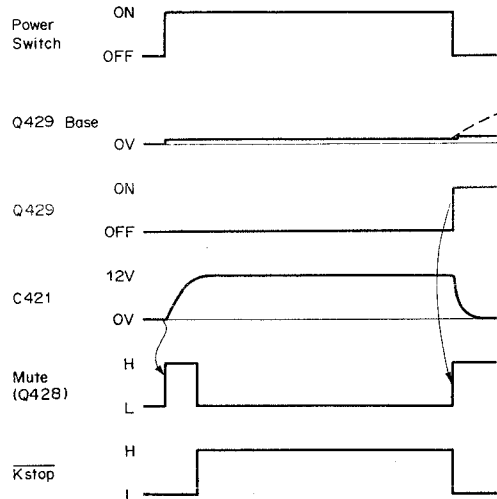 ON
Power
Switch
OFF
Q429 Base
OV
ON
Q429
OFF
12V
C421
OV
H
Mute
(Q428)
L
H
Kstop
L